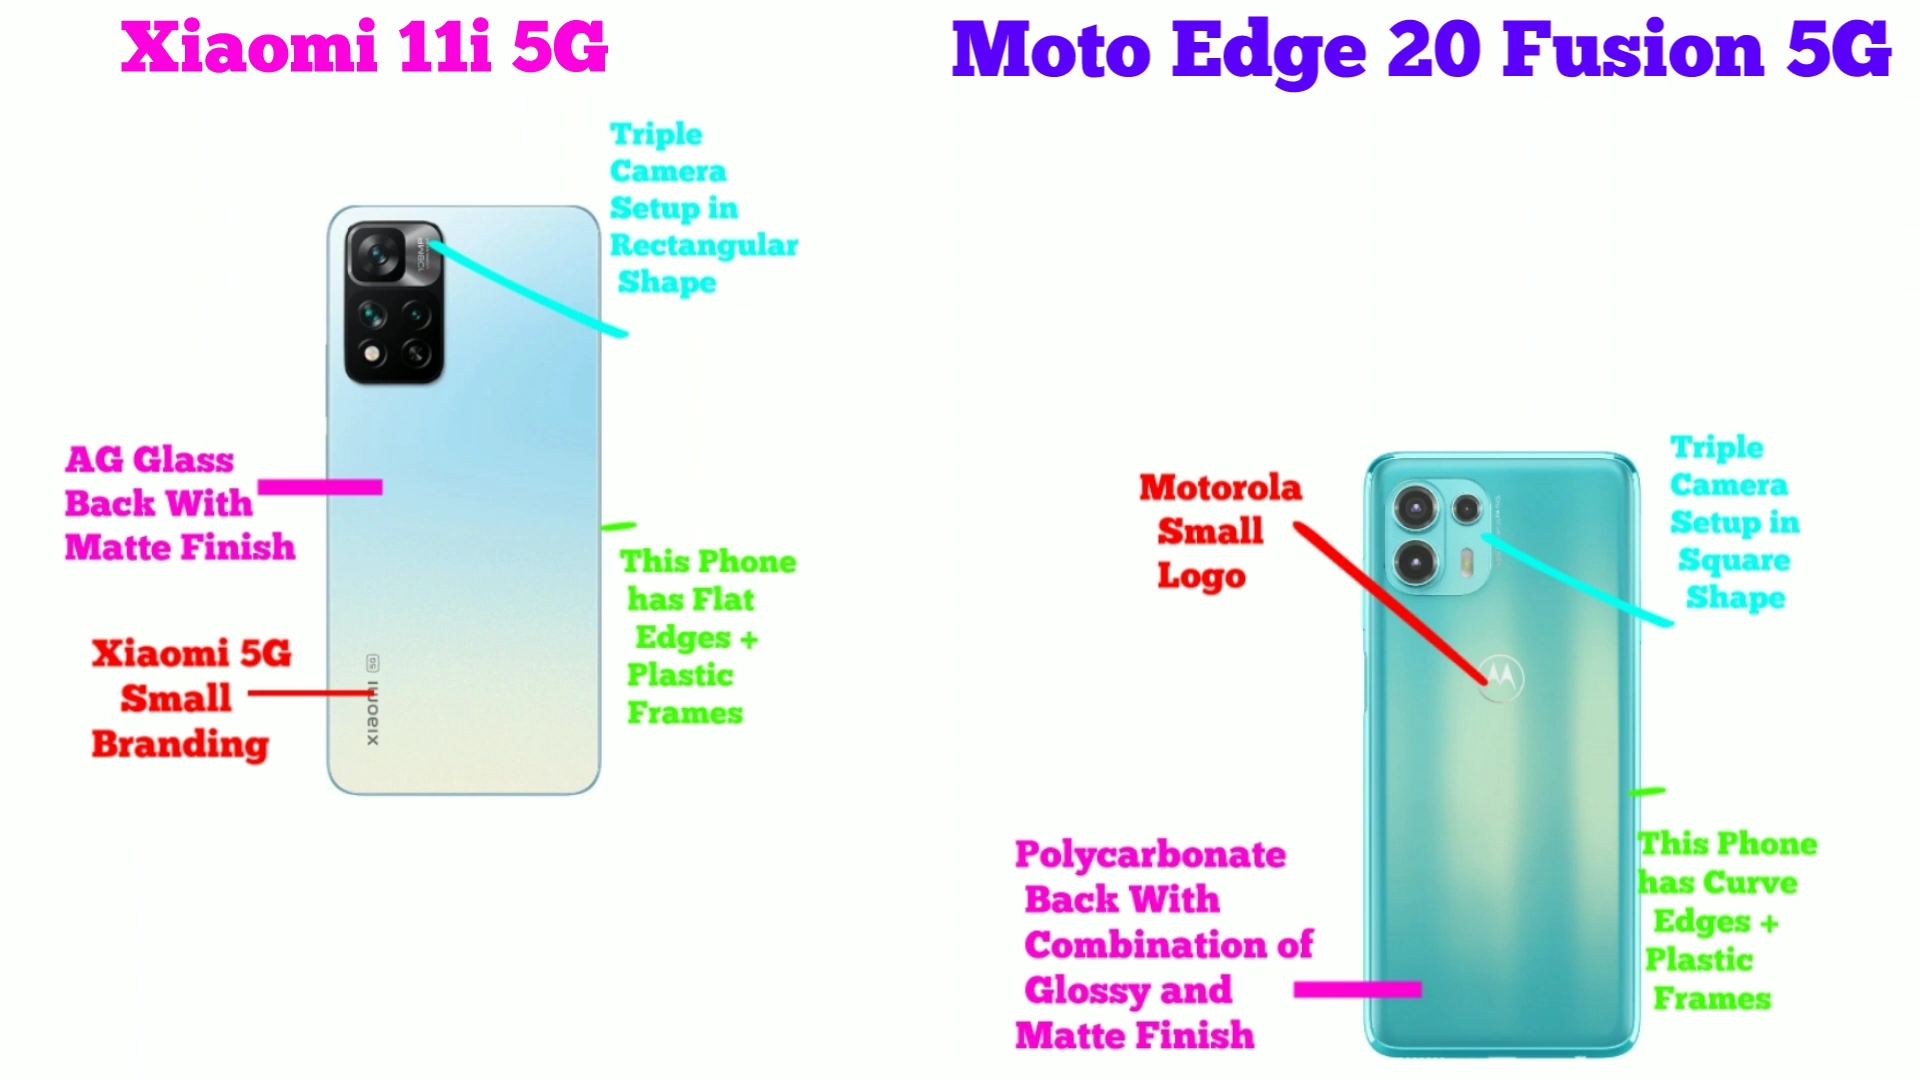 Xiaomi 11i 5G
Triple
Camera
Setup in
Rectangular
Shape
AG Glass
Back With
Matte Finish
This Phone
has Flat
Edges +
Plastic
Frames
Xiaomi 5G
Small
Branding
XIAOMI 5G
Moto Edge 20 Fusion 5G
Motorola
Small
Logo
Triple
Camera
Setup in
Square
Shape
Polycarbonate
Back With
Combination of
Glossy and
Matte Finish
This Phone
has Curve
Edges +
Plastic
Frames